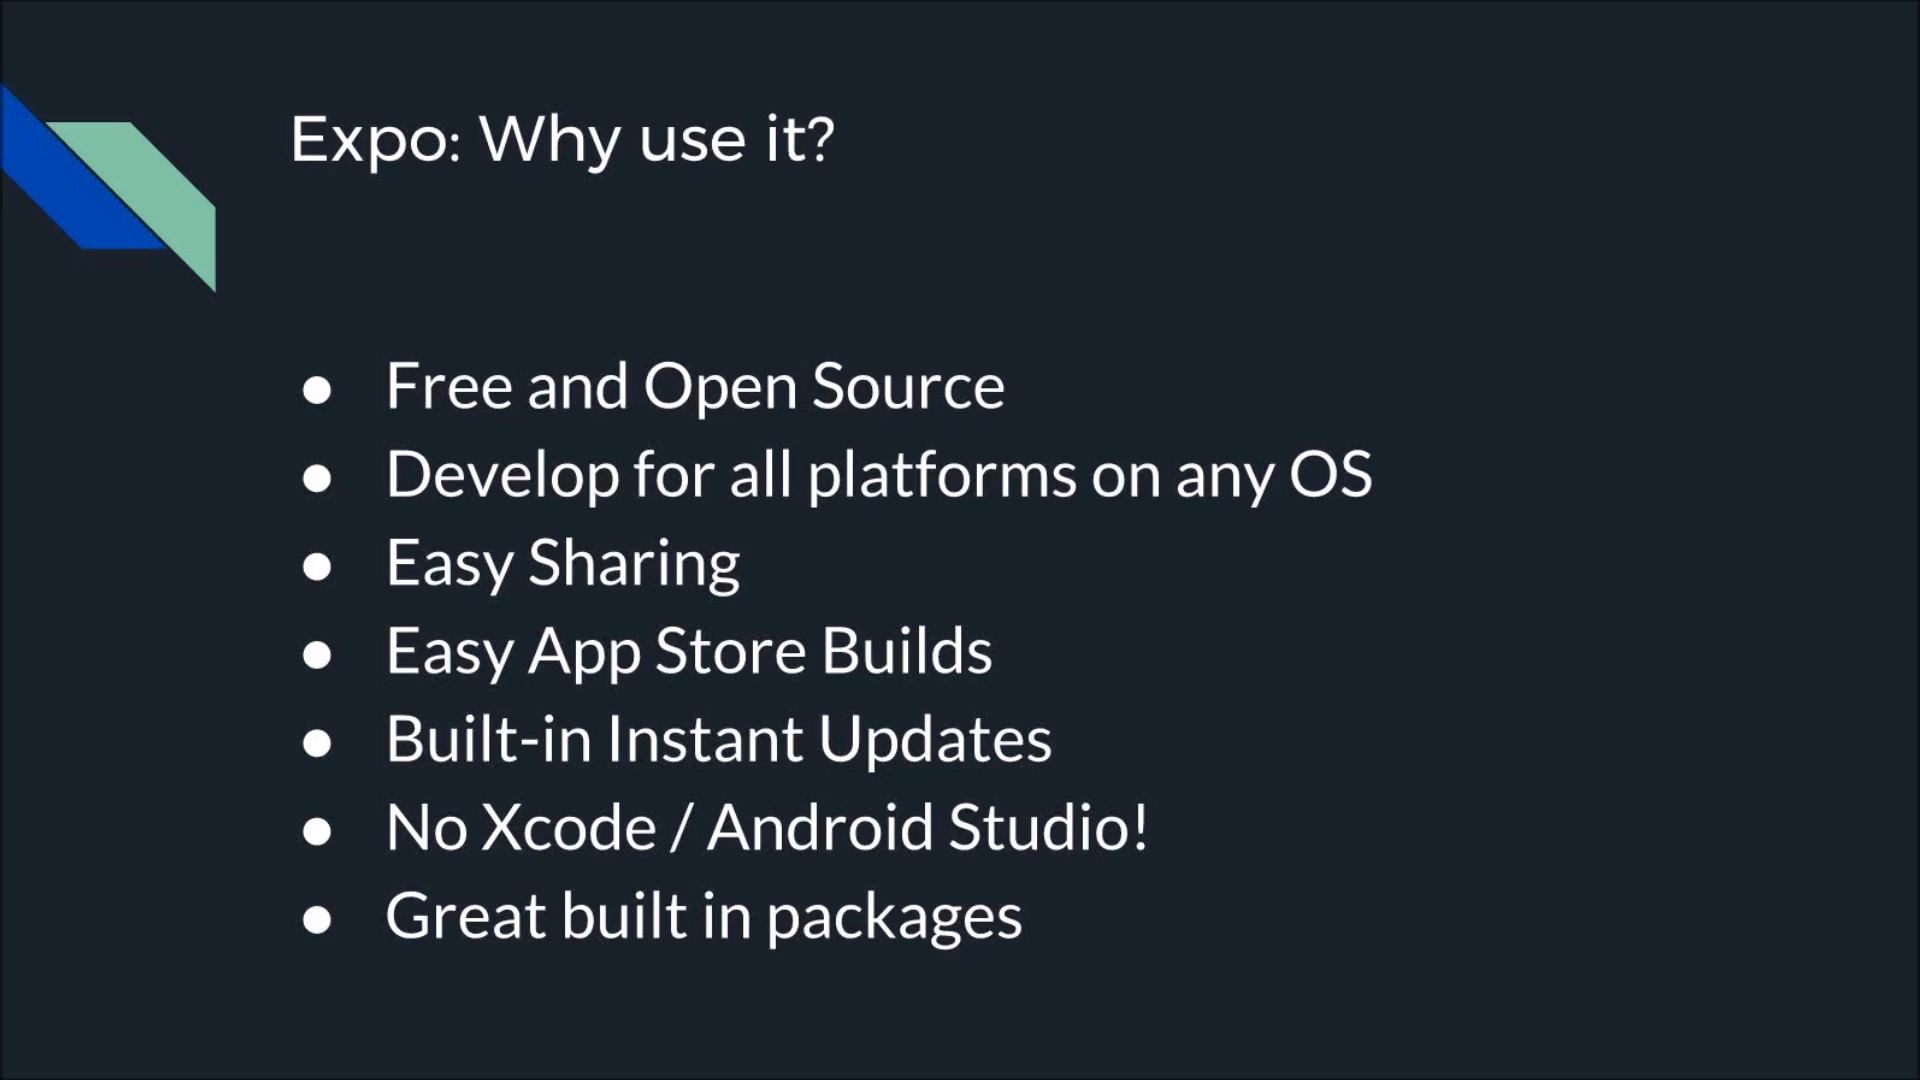 Expo: Why use it?
● Free and Open Source
● Develop for all platforms on any OS
● Easy Sharing
● Easy App Store Builds
● Built-in Instant Updates
● No Xcode / Android Studio!
● Great built in packages